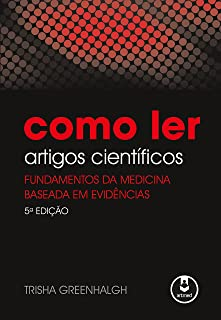 como ler
artigos científicos
FUNDAMENTOS DA MEDICINA
BASEADA EM EVIDÊNCIAS
5ª EDIÇÃO
TRISHA GREENHALGH
artmed